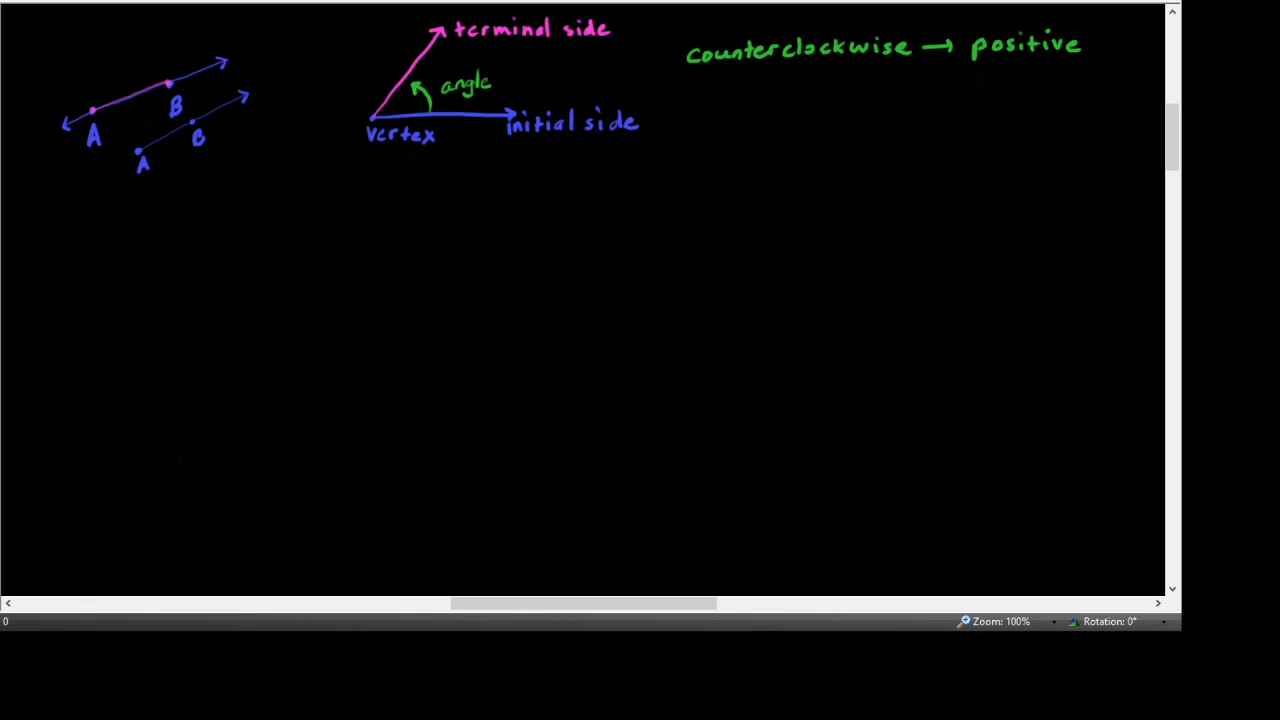 terminal side
counterclockwise → positive
angle
B
A
initial side
vertex
B
A
0
Zoom: 100%
Rotation: 0°